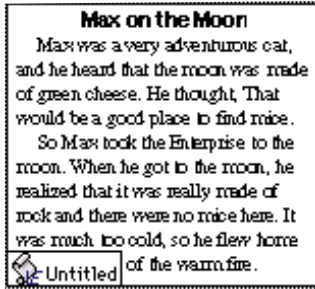 Max on the Moon
Max was a very adventurous cat,
and he heard that the moon was made
of green cheese. He thought, That
would be a good place to find mice.
So Max took the Enterprise to the
moon. When he got to the moon, he
realized that it was really made of
rock and there were no mice here. It
was much too cold, so he flew home
of the warm fire.
Untitled